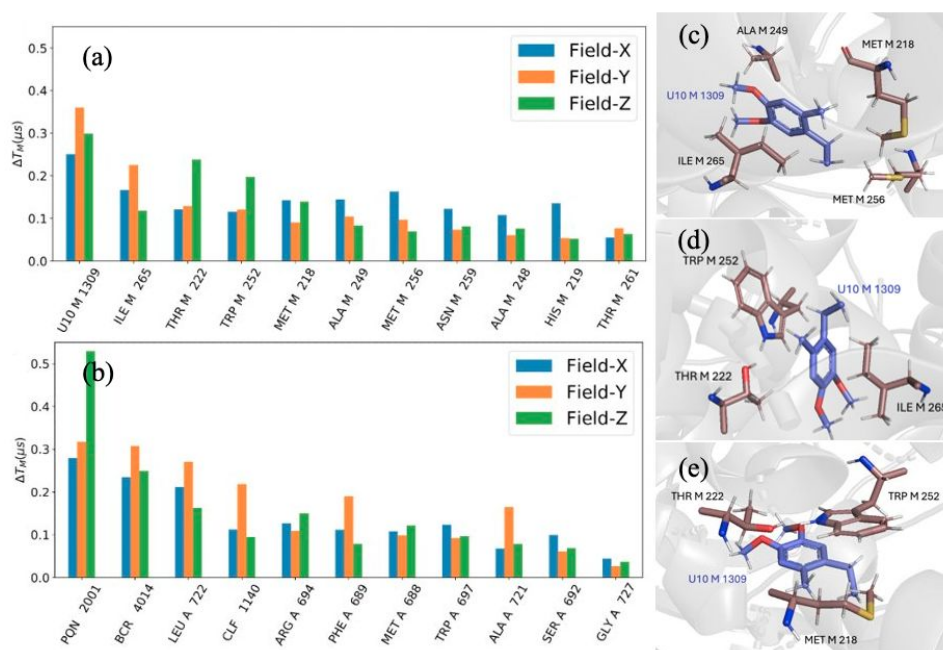 (a)
Field-X
Field-Y
Field-Z
ΔT_M(μs)
0.5
0.4
0.3
0.2
0.1
0.0
U10 M 1309
ILE M 265
THR M 222
TRP M 252
MET M 218
ALA M 249
MET M 256
ASN M 259
ALA M 248
HIS M 219
THR M 261
(b)
Field-X
Field-Y
Field-Z
ΔT_M(μs)
0.5
0.4
0.3
0.2
0.1
0.0
PQN 2001
BCR 4014
LEU A 722
CLF 1140
ARG A 694
PHE A 689
MET A 688
TRP A 697
ALA A 721
SER A 692
GLY A 727
(c)
ALA M 249
MET M 218
U10 M 1309
ILE M 265
MET M 256
(d)
TRP M 252
U10 M 1309
THR M 222
ILE M 265
(e)
THR M 222
TRP M 252
U10 M 1309
MET M 218